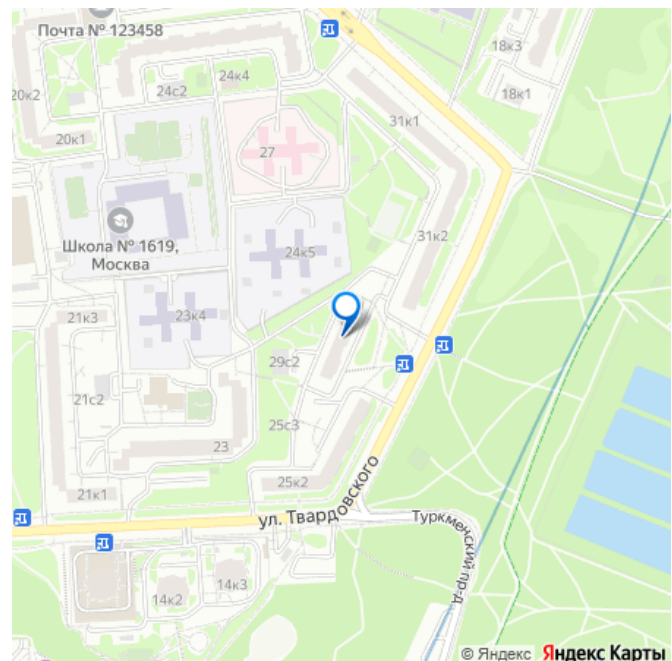 Почта № 123458
18к3
24к4
20к2
24с2
18к1
31к1
20к1
27
Школа № 1619,
Москва
31к2
24к5
21к3
23к4
29с2
21с2
25с3
23
25к2
21к1
ул. Твардовского
Туркменский пр-д
14к3
14к2
© Яндекс Яндекс Карты